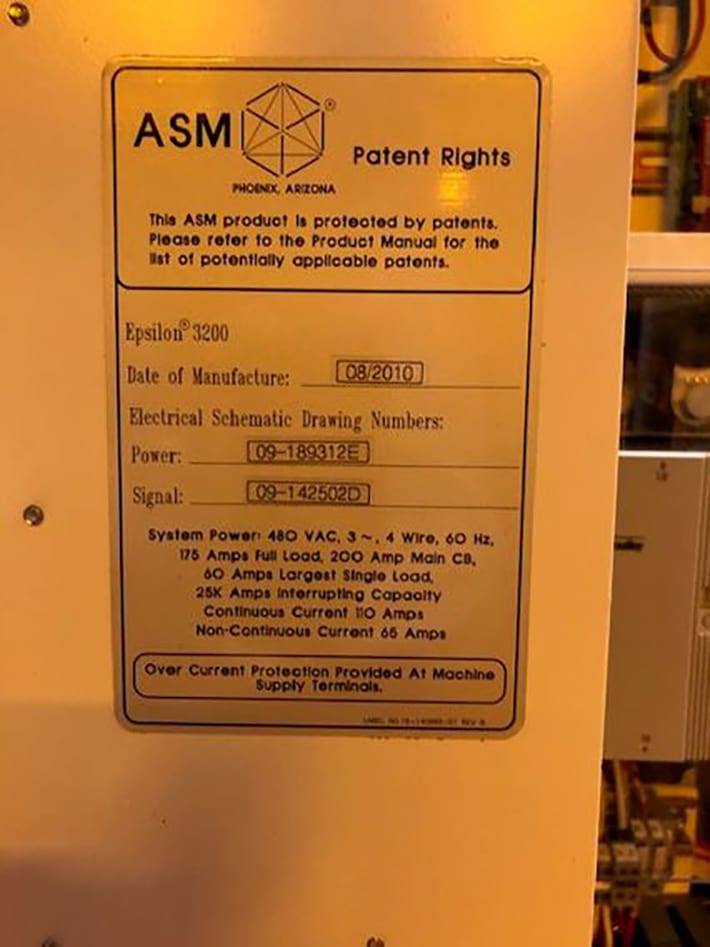 ASM ®
PHOENIX, ARIZONA
Patent Rights
This ASM product is protected by patents.
Please refer to the Product Manual for the
list of potentially applicable patents.
Epsilon® 3200
Date of Manufacture: 08/2010
Electrical Schematic Drawing Numbers:
Power: 09-189312E
Signal: 09-142502D
System Power: 480 VAC, 3 ~, 4 Wire, 60 Hz,
175 Amps Full Load, 200 Amp Main CB,
60 Amps Largest Single Load,
25K Amps Interrupting Capacity
Continuous Current 110 Amps
Non-Continuous Current 65 Amps
Over Current Protection Provided At Machine
Supply Terminals.
LABEL NO.